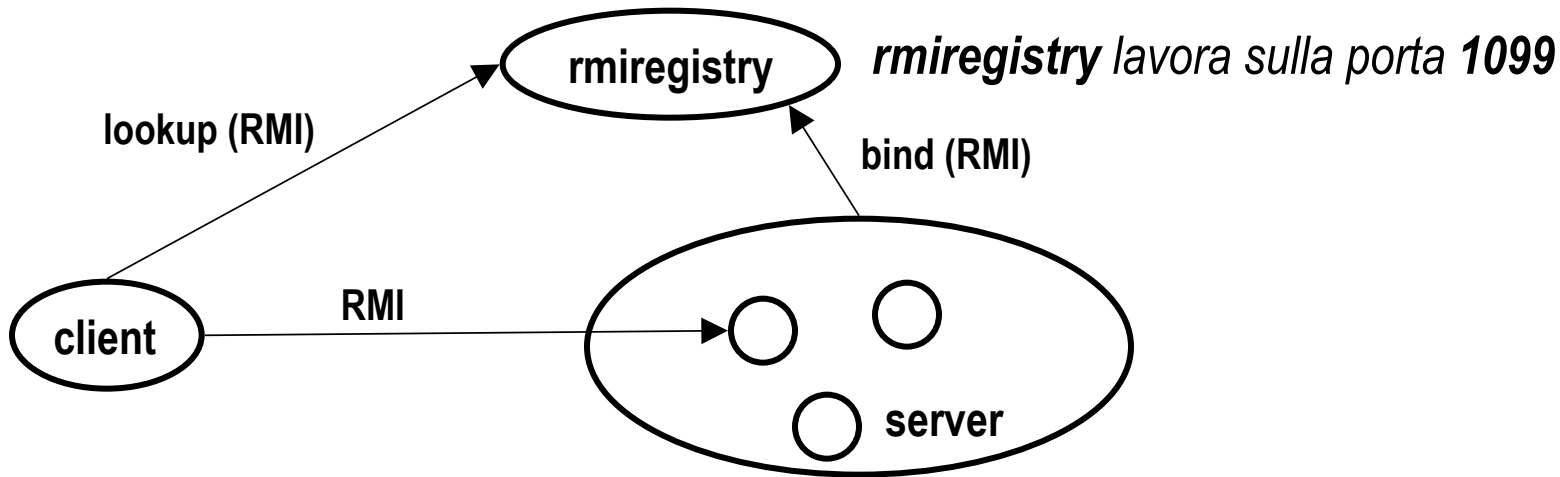 rmiregistry
rmiregistry lavora sulla porta 1099
lookup (RMI)
bind (RMI)
RMI
client
server